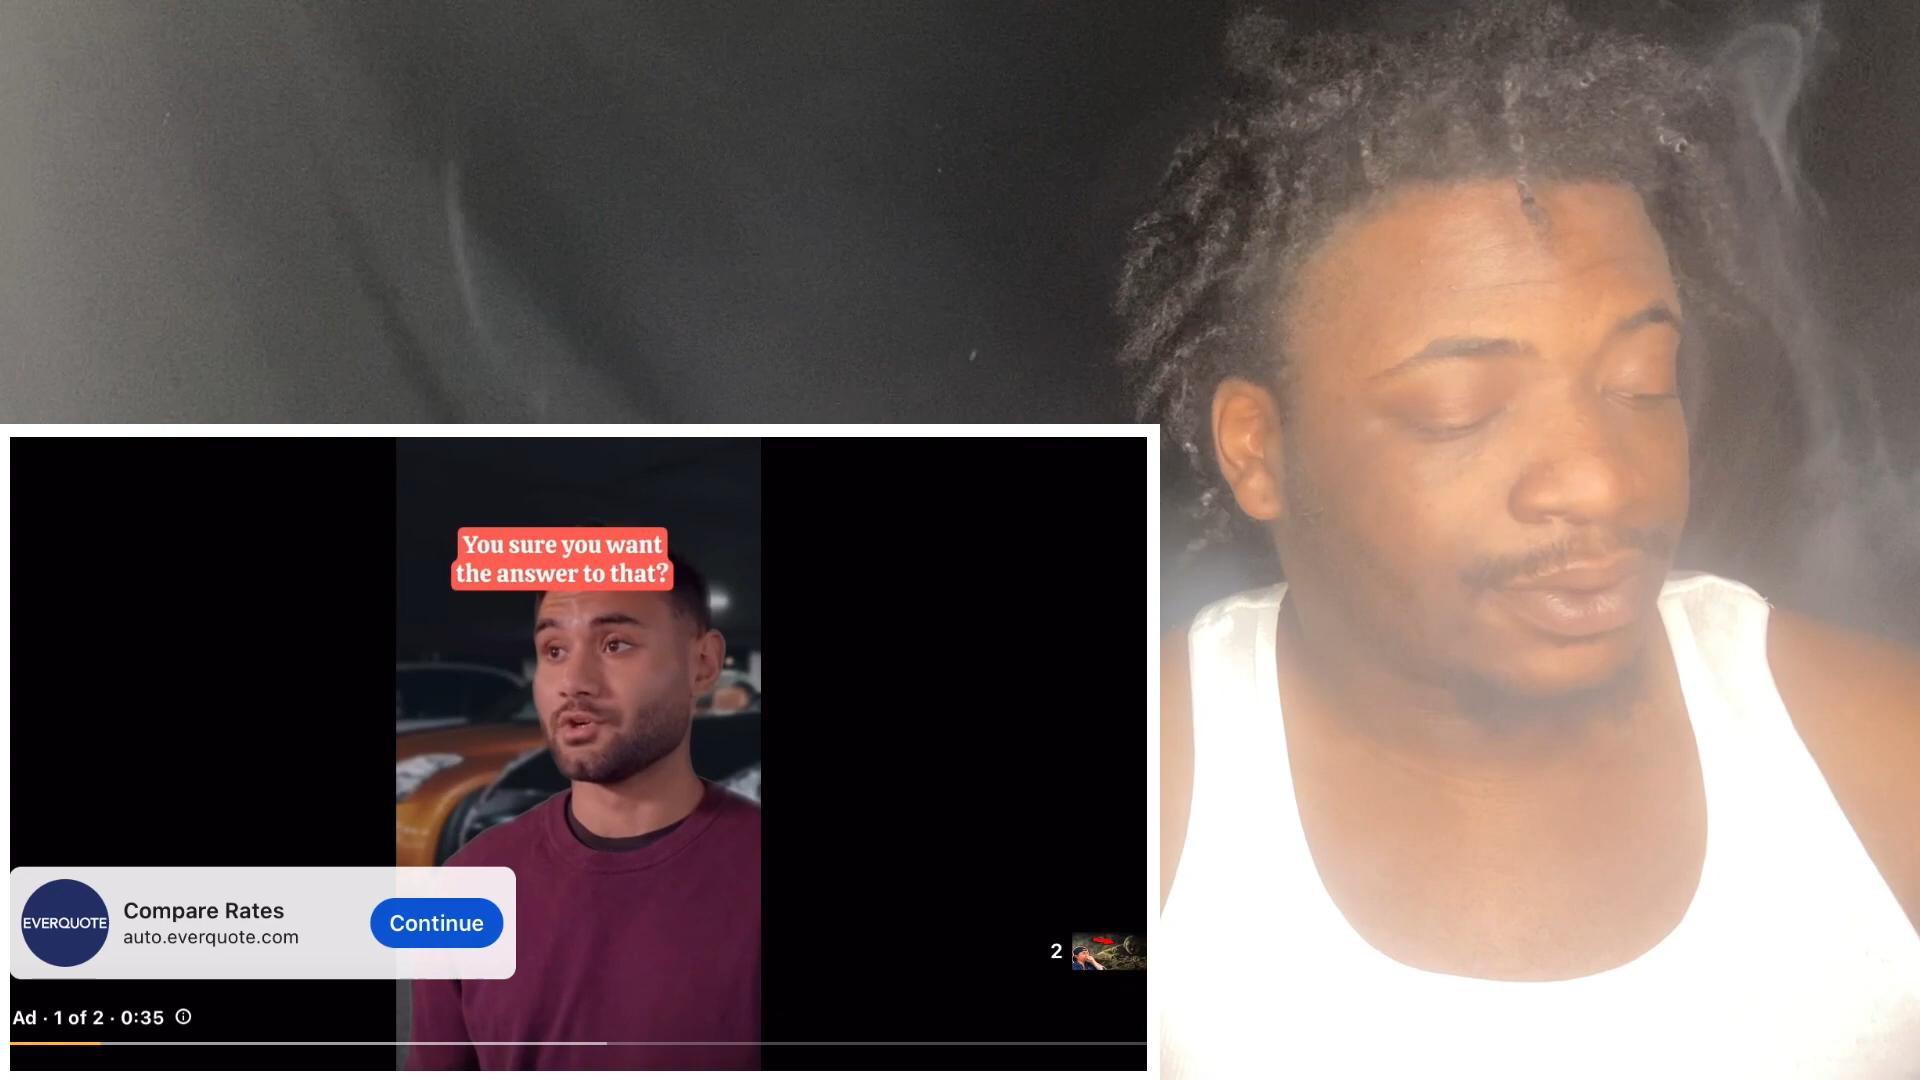 You sure you want
the answer to that?
EVERQUOTE
Compare Rates
auto.everquote.com
Continue
2
Ad · 1 of 2 · 0:35